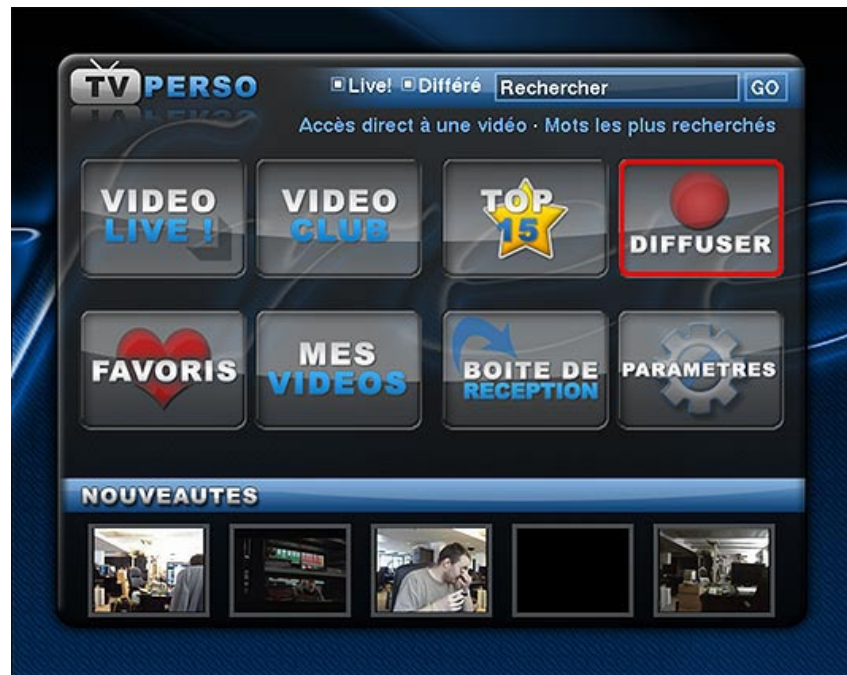 TV PERSO
Live! Différé Rechercher GO
Accès direct à une vidéo · Mots les plus recherchés
VIDEO
LIVE !
VIDEO
CLUB
TOP
15
DIFFUSER
FAVORIS
MES
VIDEOS
BOITE DE
RECEPTION
PARAMETRES
NOUVEAUTES